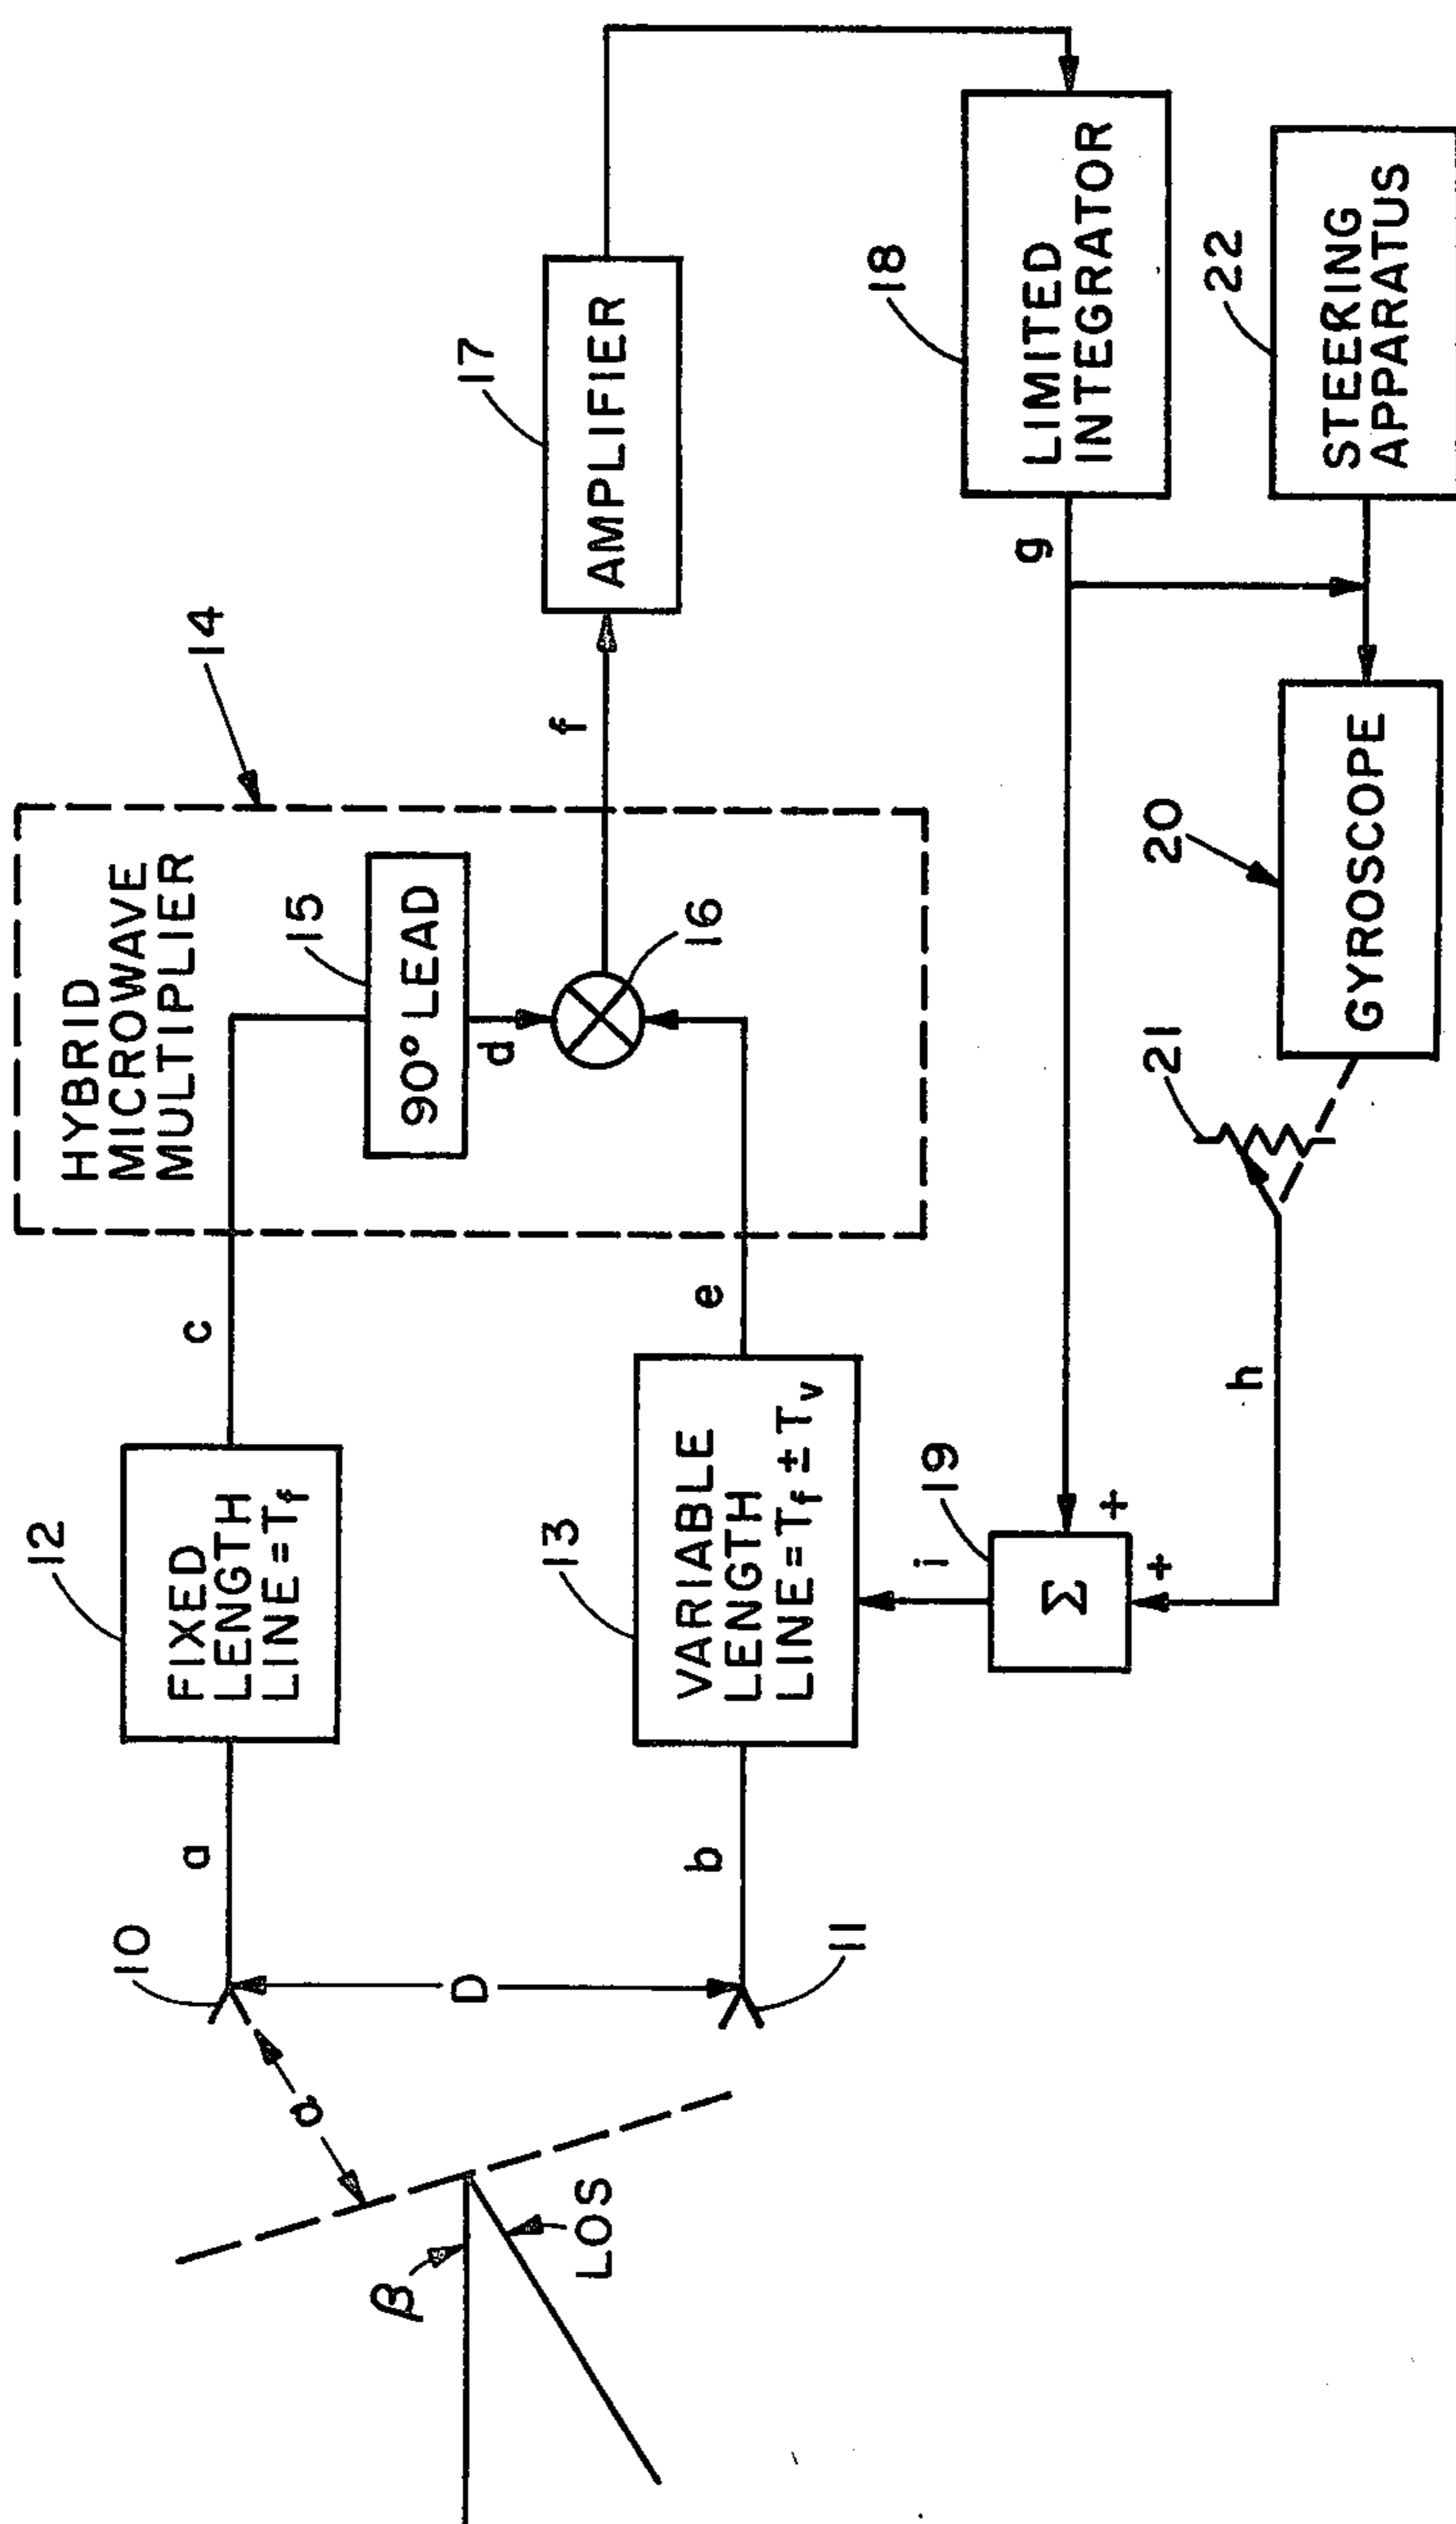 HYBRID
MICROWAVE
MULTIPLIER
14
12
FIXED
LENGTH
LINE = Tf
c
15
90° LEAD
d
16
f
17
AMPLIFIER
10
a
α
D
β
LOS
11
b
13
VARIABLE
LENGTH
LINE = Tf ± Tv
e
i
19
Σ
+
+
g
18
LIMITED
INTEGRATOR
h
21
20
GYROSCOPE
22
STEERING
APPARATUS